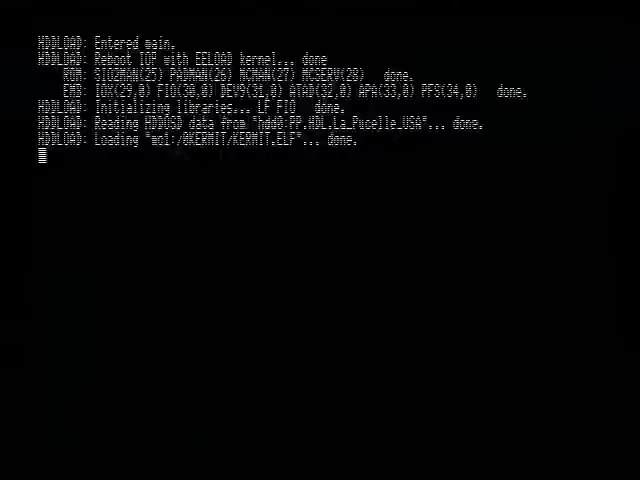 HDDLOAD: Entered main.
HDDLOAD: Reboot IOP with EELOAD kernel... done
ROM: SIO2MAN(25) PADMAN(26) MCMAN(27) MCSERV(28) done.
EMB: IOX(29,0) FIO(30,0) DEV9(31,0) ATAD(32,0) APA(33,0) PFS(34,0) done.
HDDLOAD: Initializing libraries... LF FIO done.
HDDLOAD: Reading HDDOSD data from "hdd0:PP.HDL.La_Pucelle_USA"... done.
HDDLOAD: Loading "mc1:/@KERMIT/KERMIT.ELF"... done.